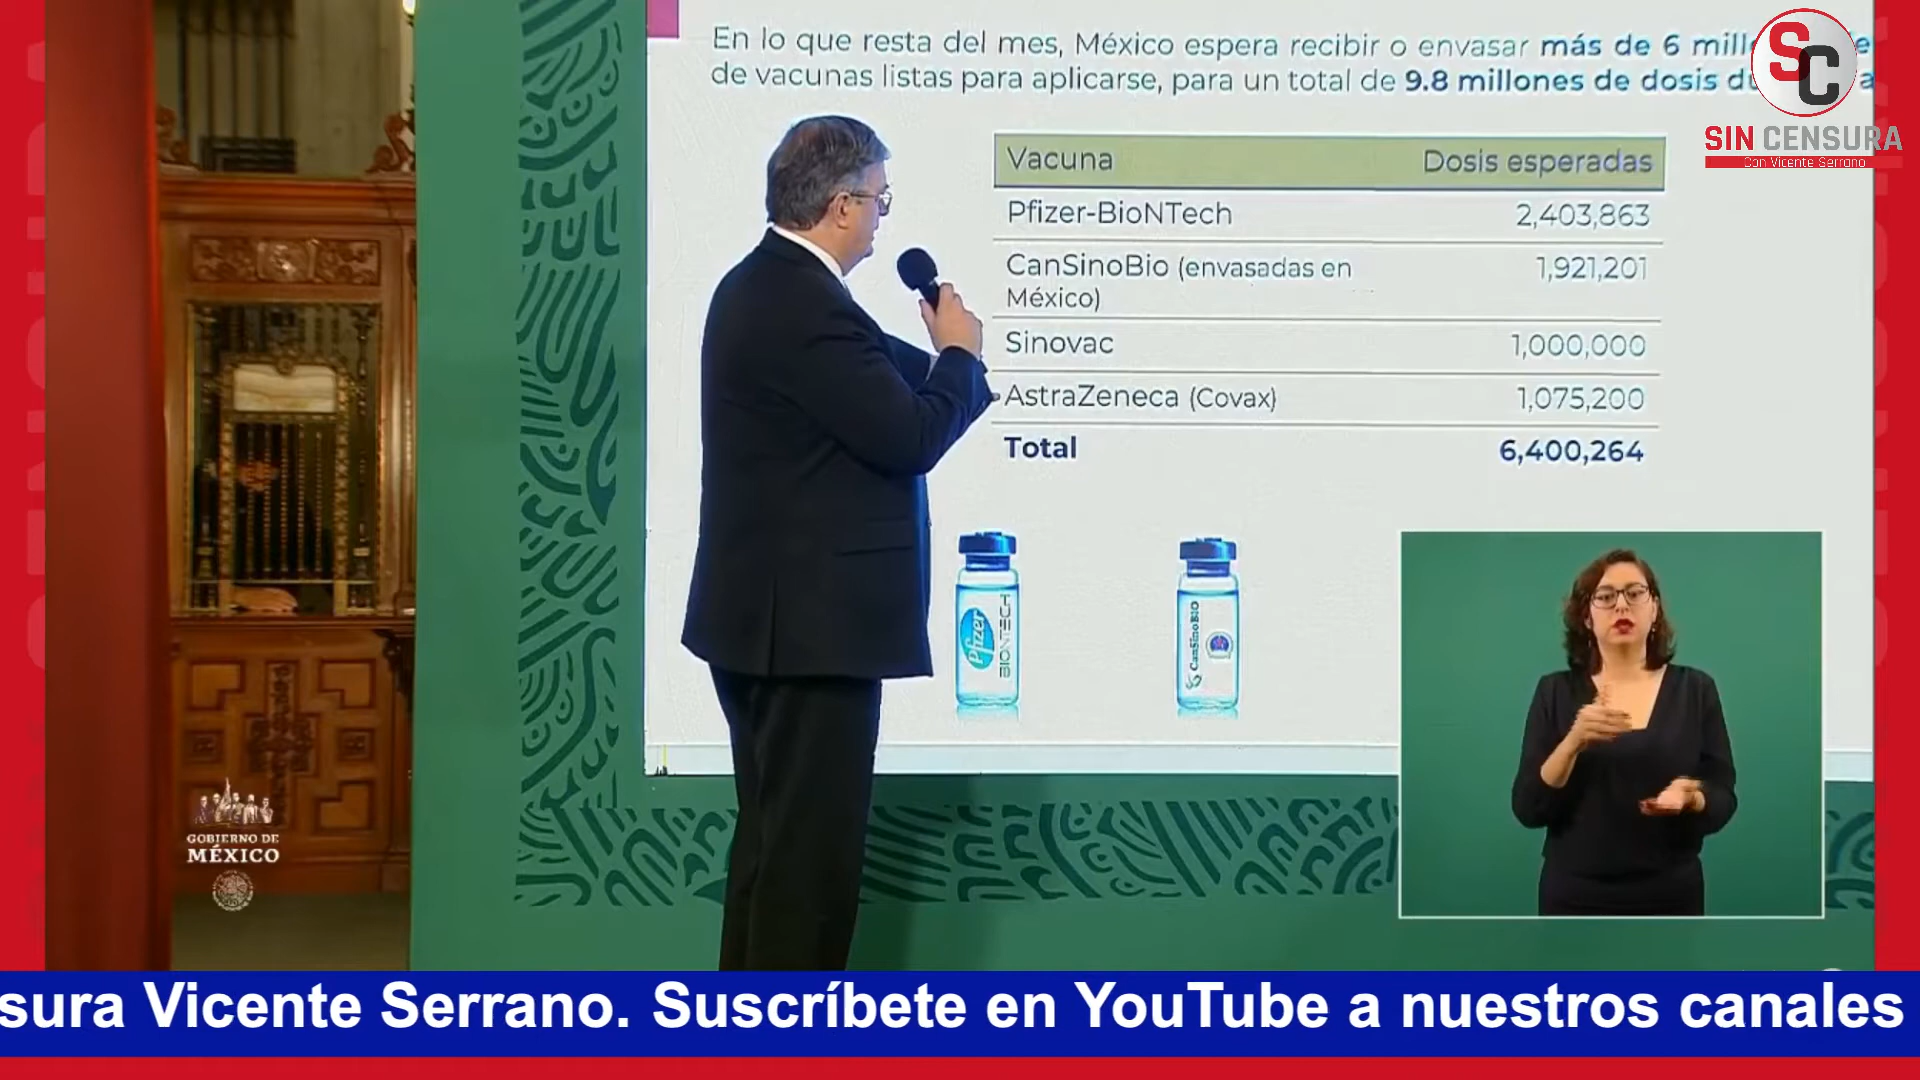 En lo que resta del mes, México espera recibir o envasar más de 6
de vacunas listas para aplicarse, para un total de 9.8 millones de dosis
SC
SIN CENSURA
Con Vicente Serrano
Vacuna Dosis esperadas
Pfizer-BioNTech 2,403,863
CanSinoBio (envasadas en 1,921,201
México)
Sinovac 1,000,000
AstraZeneca (Covax) 1,075,200
Total 6,400,264
Pfizer
BIONTECH
CanSinoBIO
GOBIERNO DE
MÉXICO
sura Vicente Serrano. Suscríbete en YouTube a nuestros canales